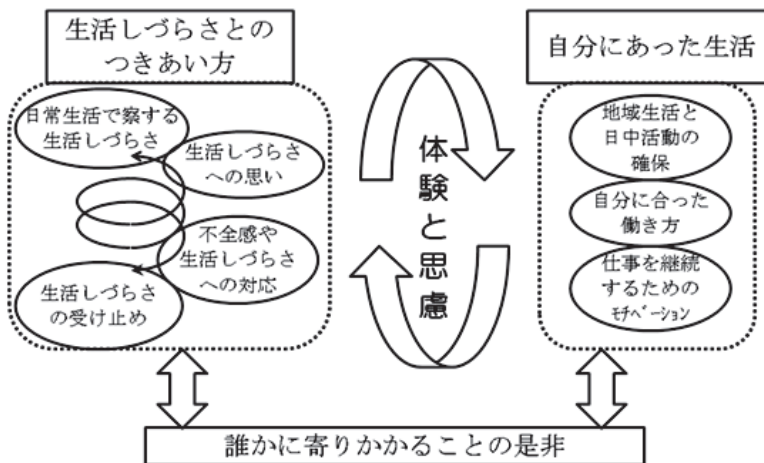 生活しづらさとの
つきあい方
日常生活で察する
生活しづらさ
生活しづらさ
への思い
不全感や
生活しづらさ
への対応
生活しづらさ
の受け止め
体験と思慮
自分にあった生活
地域生活と
日中活動の
確保
自分に合った
働き方
仕事を継続
するための
ﾓﾁﾍﾞｰｼｮﾝ
誰かに寄りかかることの是非